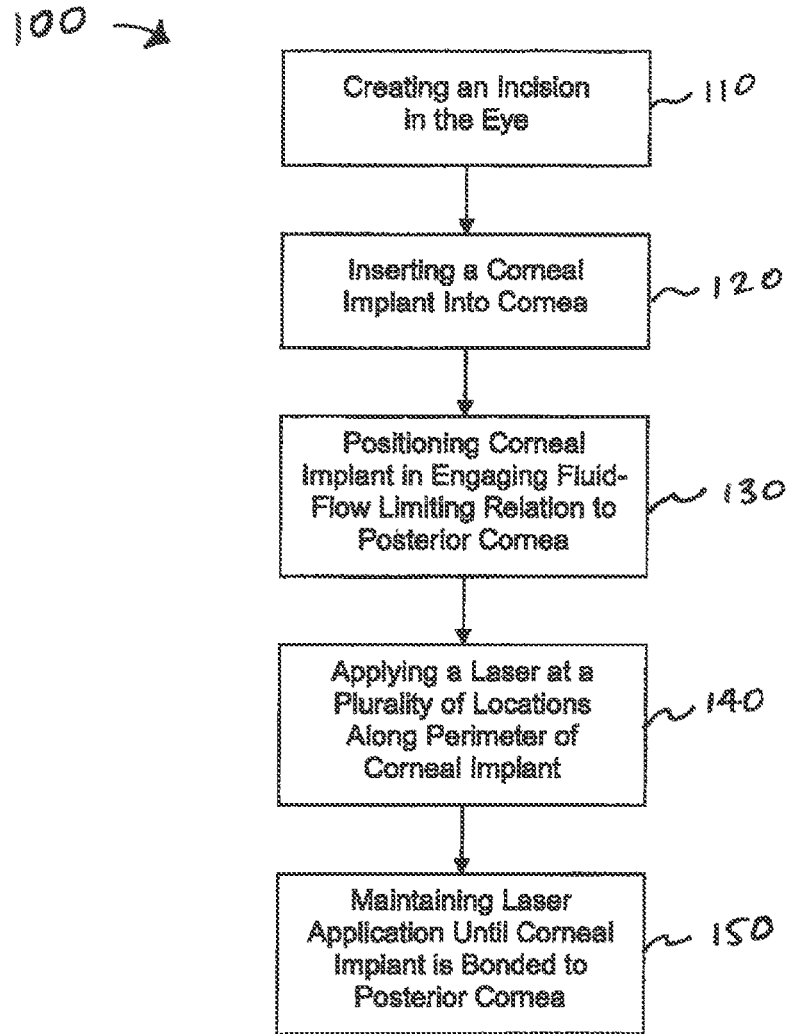 100
Creating an Incision
in the Eye
110
Inserting a Corneal
Implant Into Cornea
120
Positioning Corneal
Implant in Engaging Fluid-
Flow Limiting Relation to
Posterior Cornea
130
Applying a Laser at a
Plurality of Locations
Along Perimeter of
Corneal Implant
140
Maintaining Laser
Application Until Corneal
Implant is Bonded to
Posterior Cornea
150